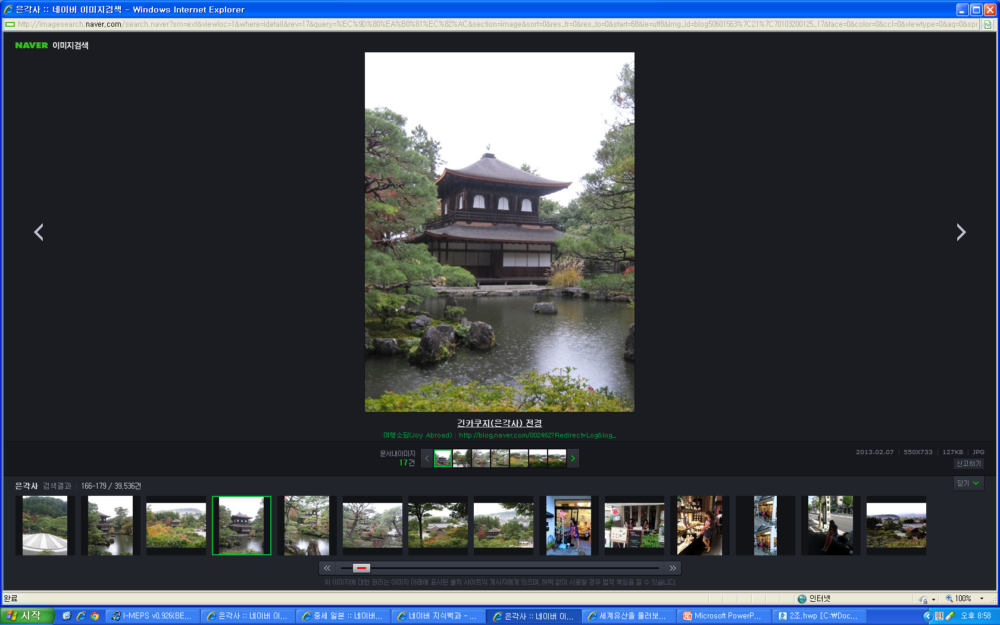 은각사 :: 네이버 이미지검색 - Windows Internet Explorer
http://imagesearch.naver.com/search.naver?sm=ext&viewloc=1&where=idetail&rev=17&query=%EC%9D%80%EA%B0%81%EC%82%AC&section=image&sort=0&res_fr=0&res_to=0&start=68&ie=utf8&img_id=blog50601563%7C21%7C70103200125_17&face=0&color=0&ccl=0&viewtype=0&aq=0&sp
NAVER 이미지검색
긴카쿠지(은각사) 전경
여행소담(Joy Abroad) | http://blog.naver.com/002462?Redirect=Log&log...
문서내이미지
17건
2013.02.07 | 550X733 | 127KB | JPG
신고하기
은각사 검색결과 | 166-179 / 39,536건
닫기
위 이미지에 대한 권리는 이미지 아래에 표시된 출처 사이트의 게시자에게 있으며, 허락 없이 사용할 경우 법적 책임을 질 수 있습니다.
완료
인터넷
100%
시작
I-MEPS v0.926(BE...
은각사 :: 네이버 이...
중세 일본 :: 네이버...
네이버 지식백과 - ...
은각사 :: 네이버 이...
세계유산을 둘러보...
Microsoft PowerP...
2조.hwp [C:₩Doc...
한
오후 8:58